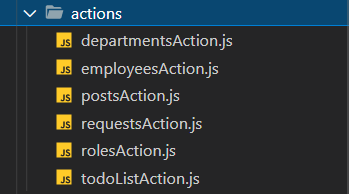 actions
JS departmentsAction.js
JS employeesAction.js
JS postsAction.js
JS requestsAction.js
JS rolesAction.js
JS todoListAction.js